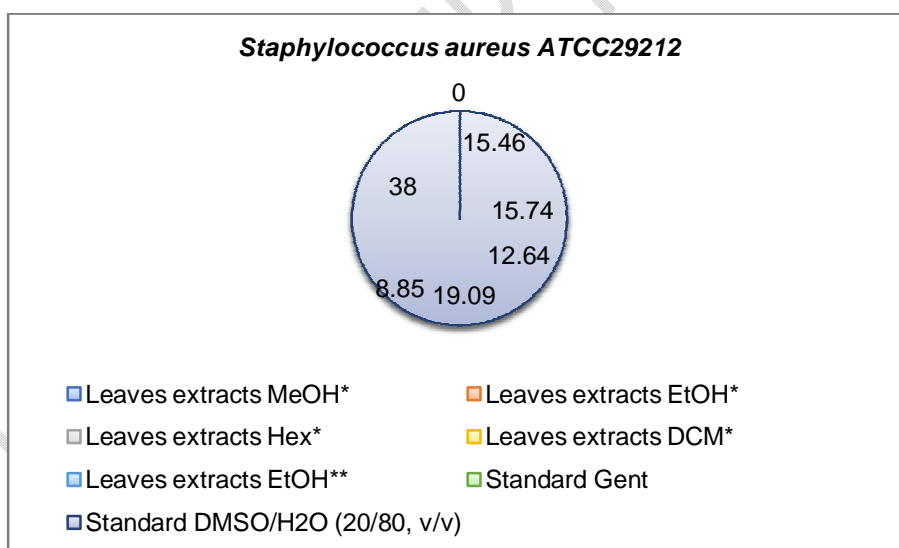 Staphylococcus aureus ATCC29212
0
15.46
38
15.74
12.64
8.85 19.09
Leaves extracts MeOH* Leaves extracts EtOH*
Leaves extracts Hex* Leaves extracts DCM*
Leaves extracts EtOH** Standard Gent
Standard DMSO/H2O (20/80, v/v)